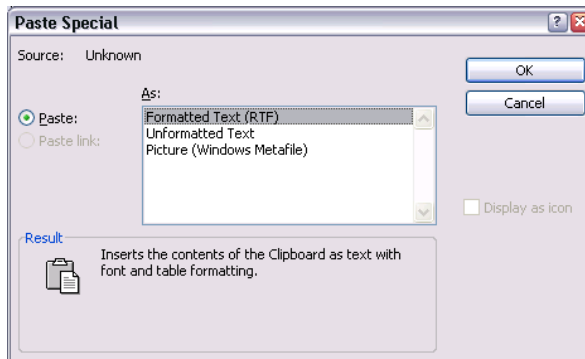 Paste Special
Source: Unknown
As:
Paste:
Paste link:
Formatted Text (RTF)
Unformatted Text
Picture (Windows Metafile)
OK
Cancel
Display as icon
Result
Inserts the contents of the Clipboard as text with
font and table formatting.